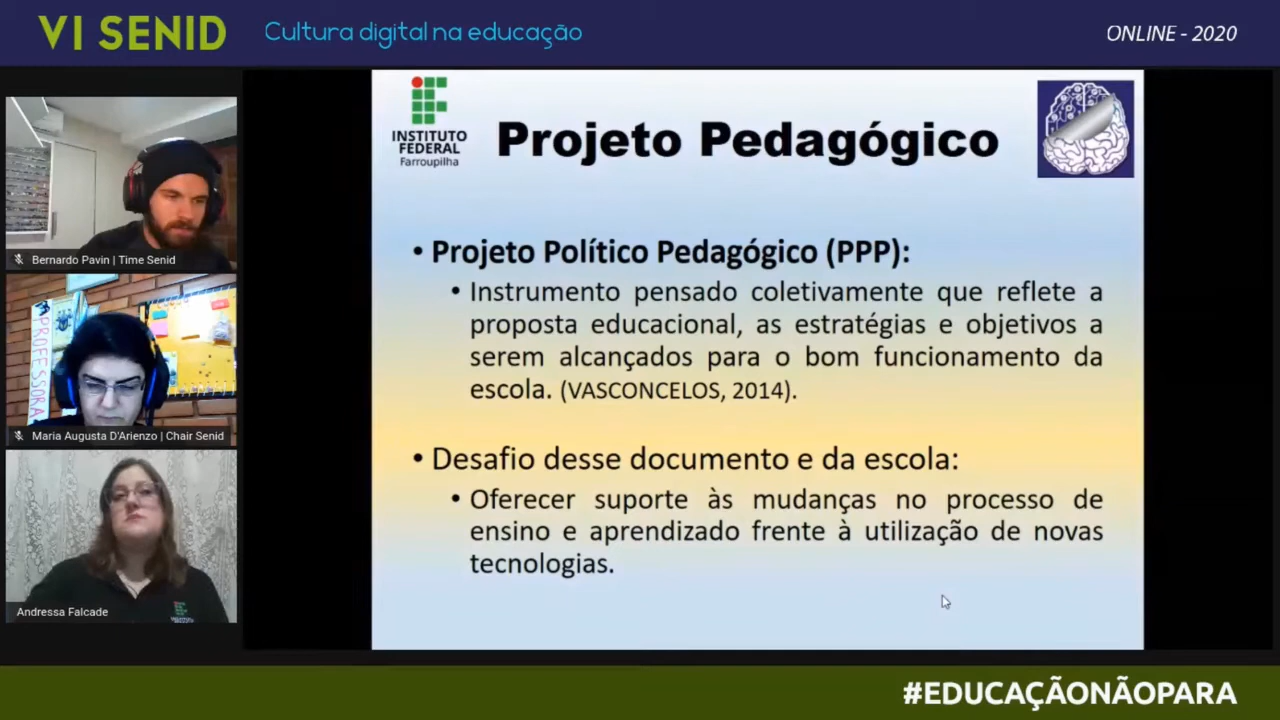 VI SENID
Cultura digital na educação
ONLINE - 2020
Bernardo Pavin | Time Senid
PROFESSORA
Maria Augusta D'Arienzo | Chair Senid
Andressa Falcade
INSTITUTO
FEDERAL
Farroupilha
Projeto Pedagógico
• Projeto Político Pedagógico (PPP):
• Instrumento pensado coletivamente que reflete a
proposta educacional, as estratégias e objetivos a
serem alcançados para o bom funcionamento da
escola. (VASCONCELOS, 2014).
• Desafio desse documento e da escola:
• Oferecer suporte às mudanças no processo de
ensino e aprendizado frente à utilização de novas
tecnologias.
#EDUCAÇÃONÃOPARA